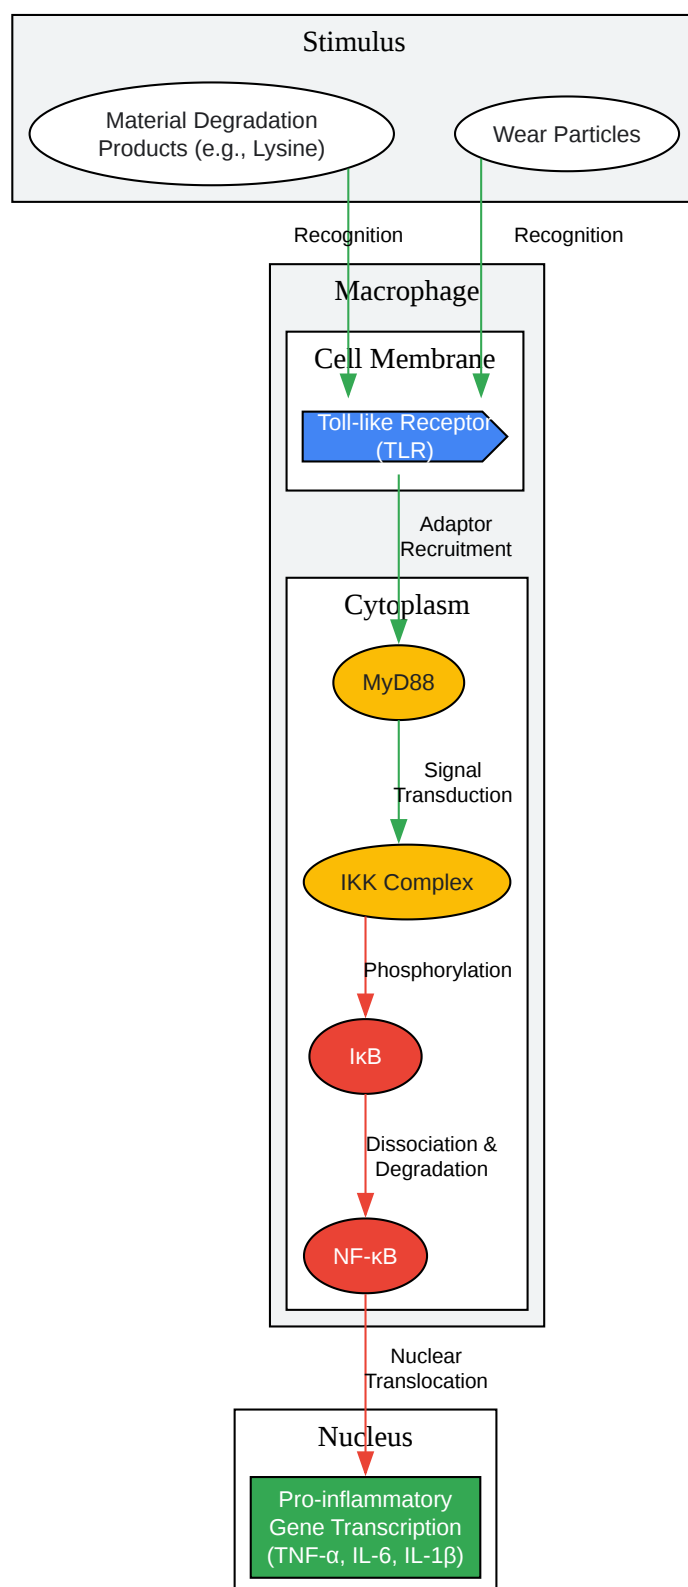 Stimulus
Material Degradation
Products (e.g., Lysine)
Wear Particles
Recognition
Recognition
Macrophage
Cell Membrane
Toll-like Receptor
(TLR)
Adaptor
Recruitment
Cytoplasm
MyD88
Signal
Transduction
IKK Complex
Phosphorylation
IκB
Dissociation &
Degradation
NF-κB
Nuclear
Translocation
Nucleus
Pro-inflammatory
Gene Transcription
(TNF-α, IL-6, IL-1β)